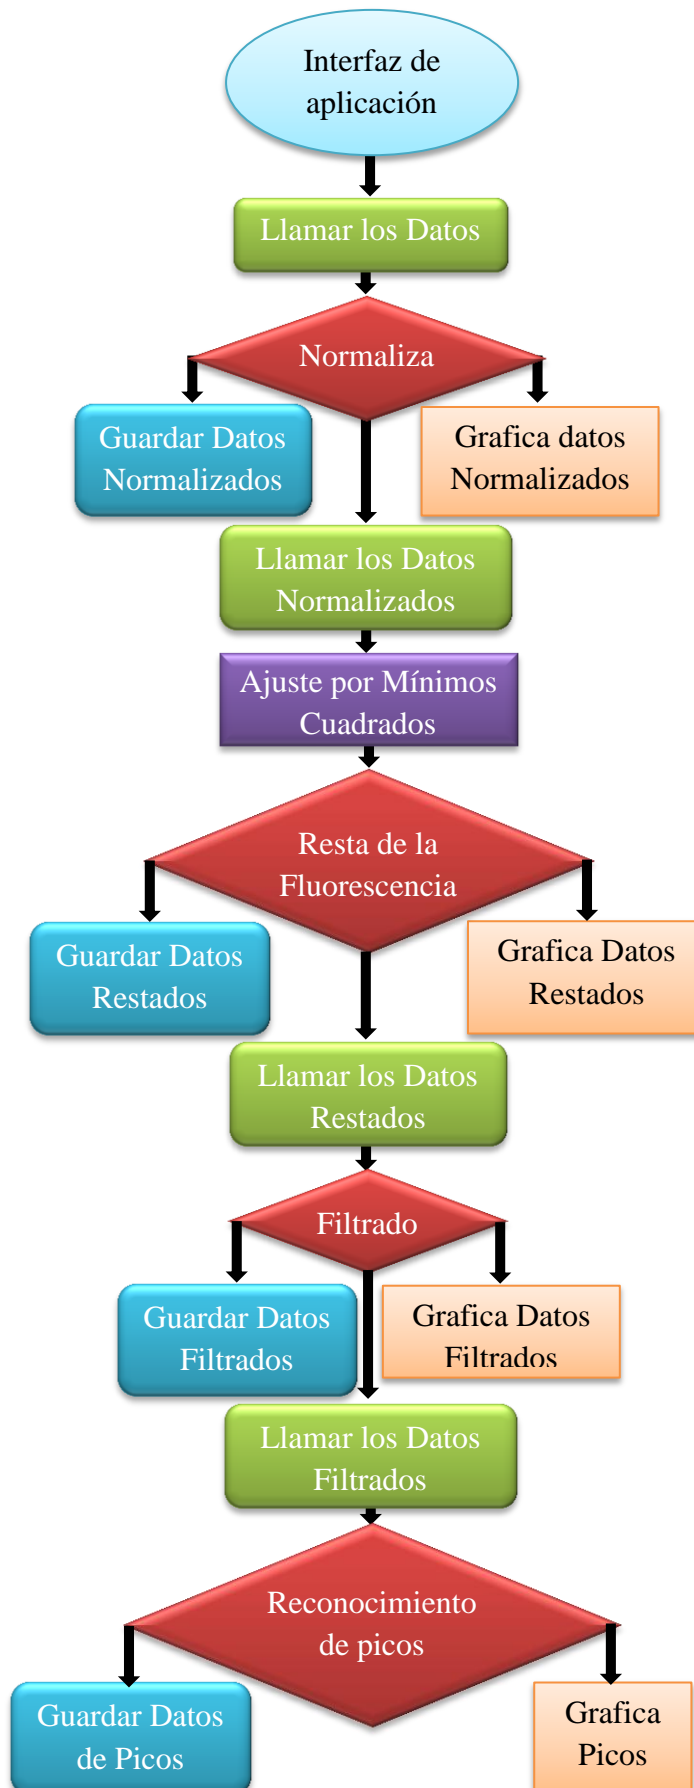 Interfaz de
aplicación
Llamar los Datos
Normaliza
Guardar Datos
Normalizados
Grafica datos
Normalizados
Llamar los Datos
Normalizados
Ajuste por Mínimos
Cuadrados
Resta de la
Fluorescencia
Guardar Datos
Restados
Grafica Datos
Restados
Llamar los Datos
Restados
Filtrado
Guardar Datos
Filtrados
Grafica Datos
Filtrados
Llamar los Datos
Filtrados
Reconocimiento
de picos
Guardar Datos
de Picos
Grafica
Picos